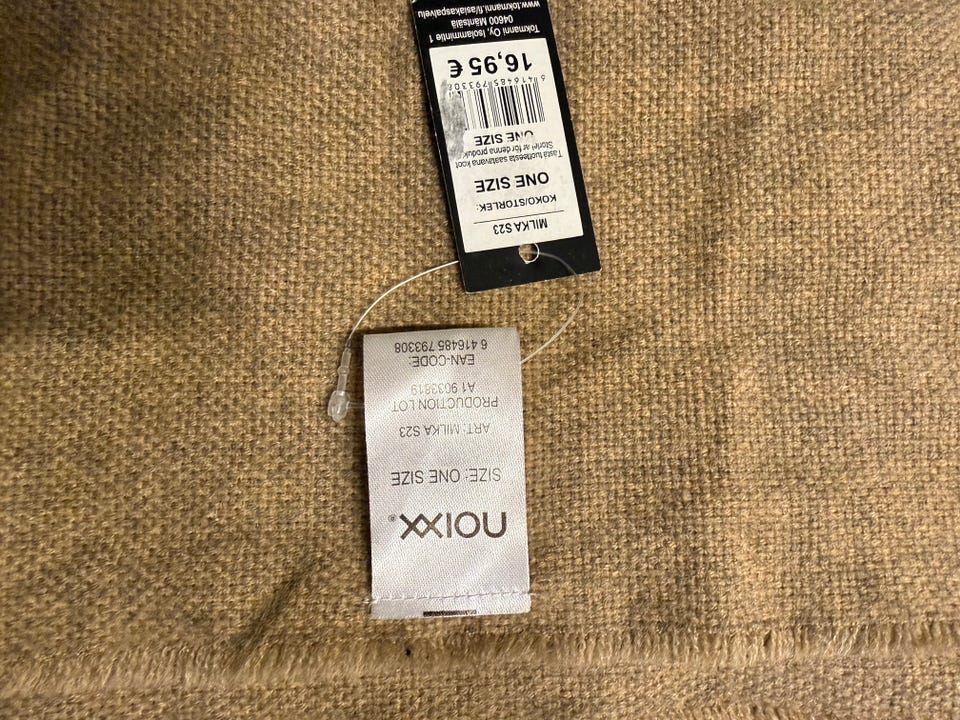 noixx®
SIZE: ONE SIZE
ART: MILKA S23
PRODUCTION LOT
A1 9033819
EAN-CODE:
6 416485 793308
MILKA S23
KOKO/STORLEK:
ONE SIZE
Tästä tuotteesta saatavana koot
Storlekar för denna produkt
ONE SIZE
6 416485 793308
16,95 €
Tokmanni Oy, Isolammintie 1
04600 Mäntsälä
www.tokmanni.fi/asiakaspalvelu